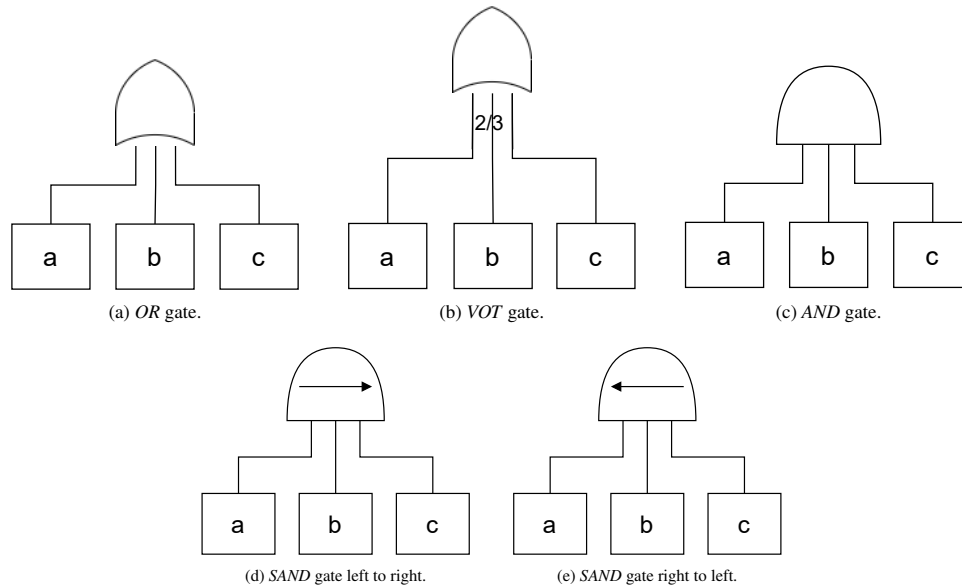 2/3
a b c
a b c
a b c
(a) OR gate.
(b) VOT gate.
(c) AND gate.
a b c
a b c
(d) SAND gate left to right.
(e) SAND gate right to left.